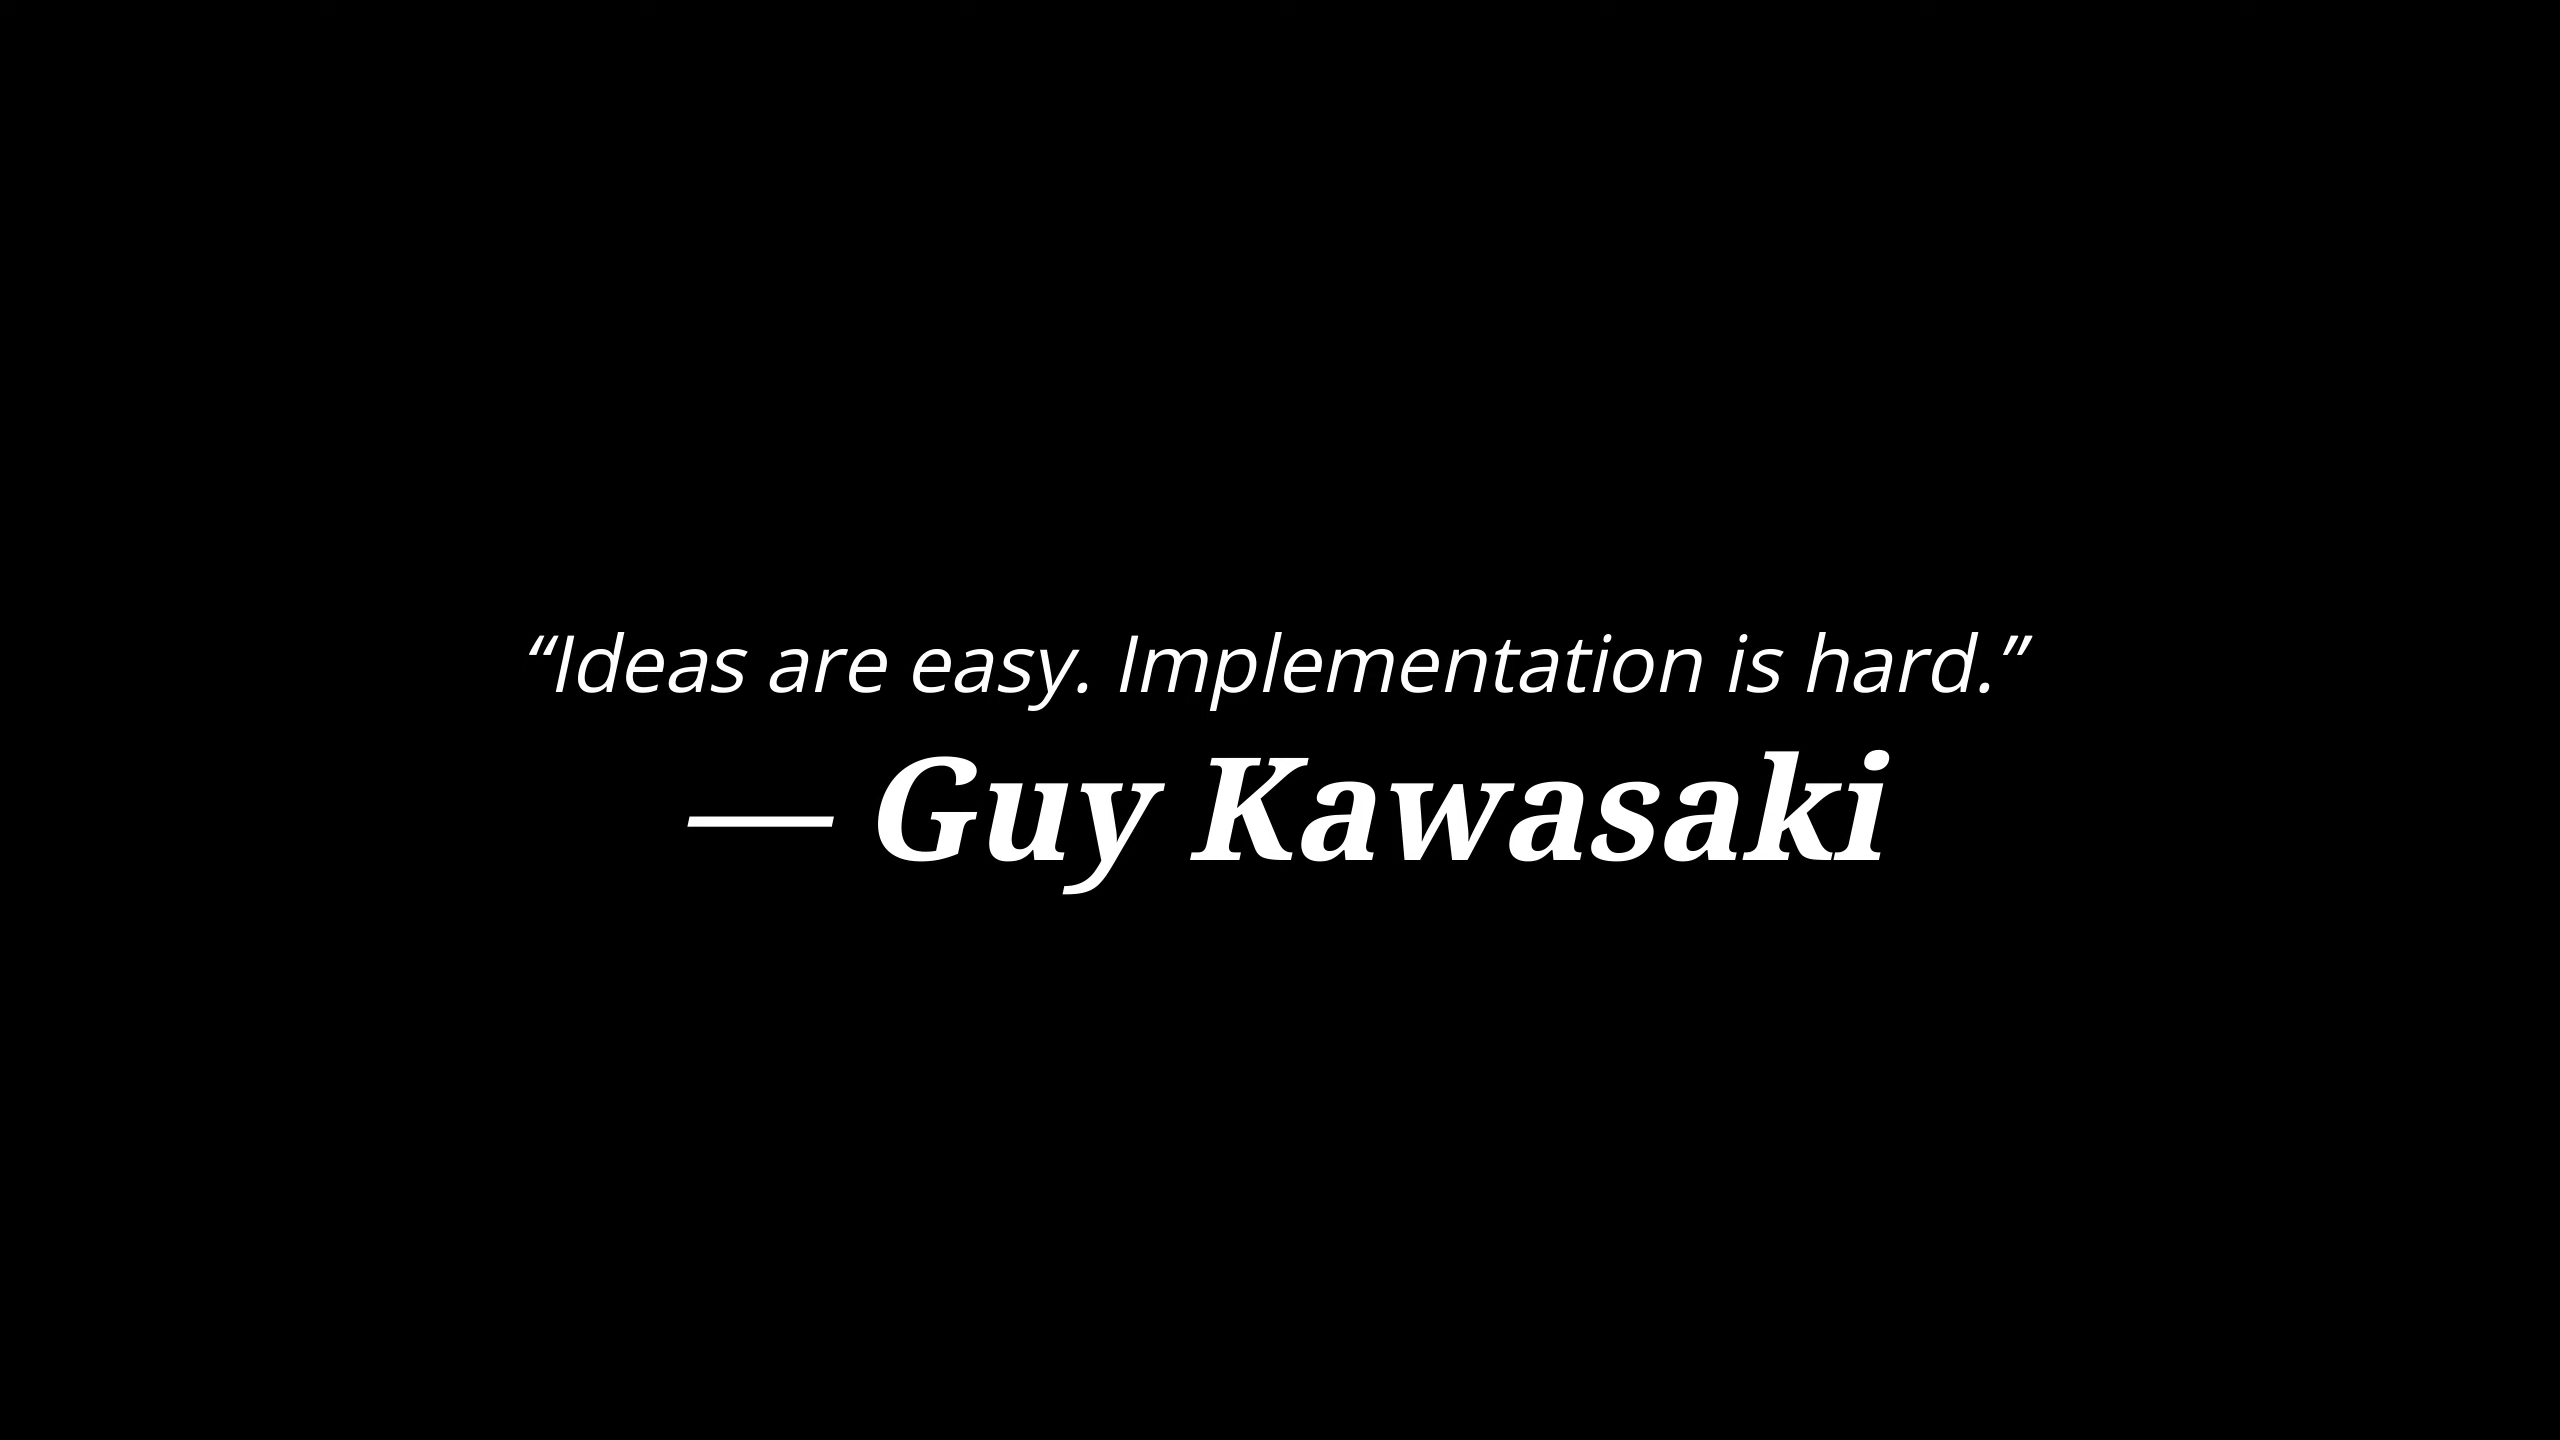 “Ideas are easy. Implementation is hard.”
— Guy Kawasaki